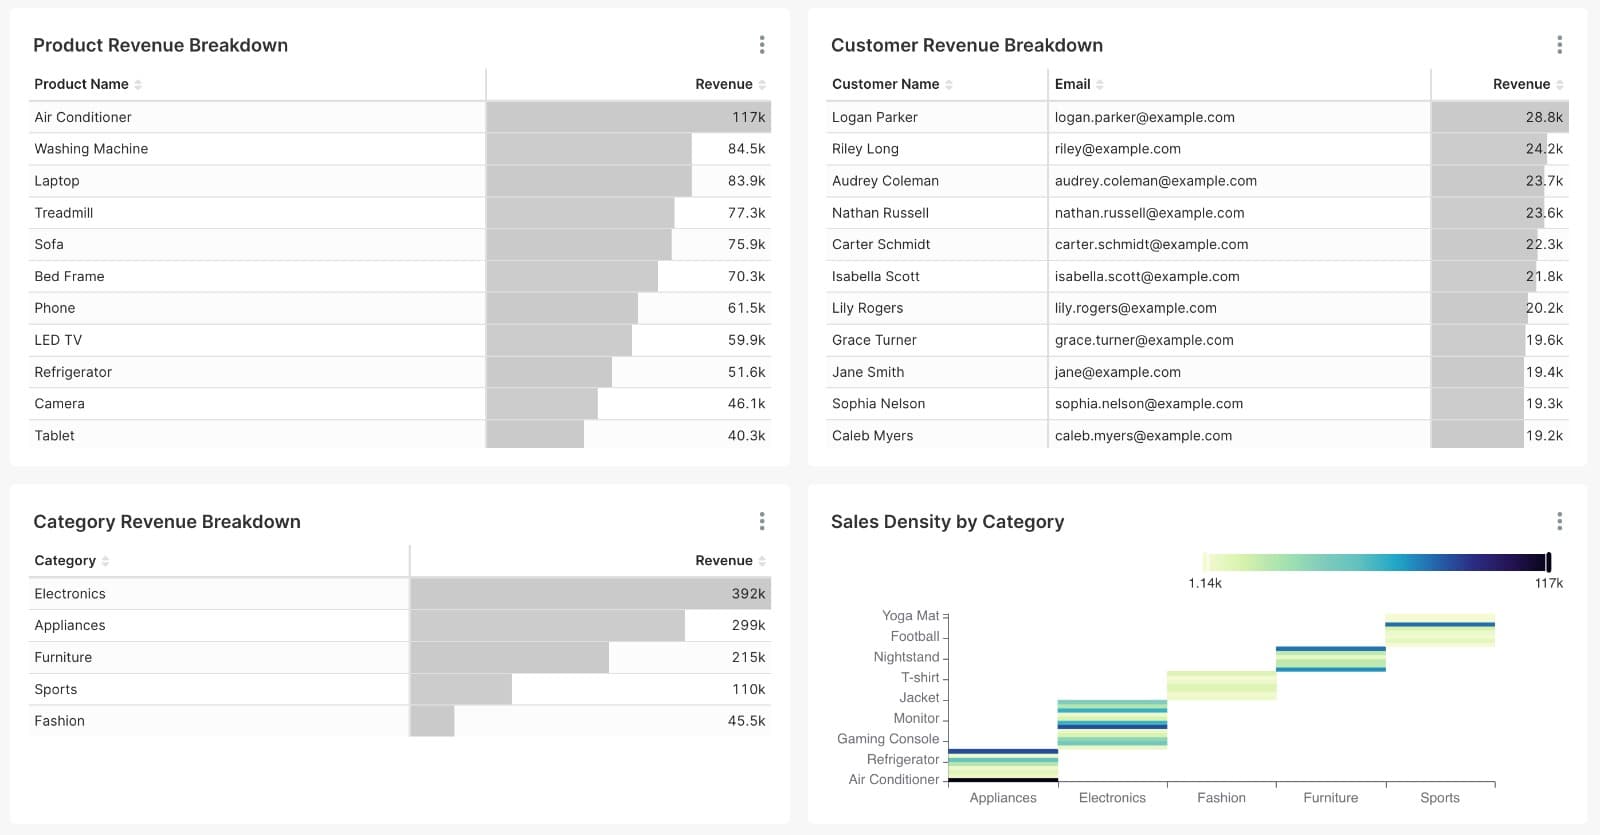 Product Revenue Breakdown
Product Name Revenue
Air Conditioner 117k
Washing Machine 84.5k
Laptop 83.9k
Treadmill 77.3k
Sofa 75.9k
Bed Frame 70.3k
Phone 61.5k
LED TV 59.9k
Refrigerator 51.6k
Camera 46.1k
Tablet 40.3k
Customer Revenue Breakdown
Customer Name Email Revenue
Logan Parker logan.parker@example.com 28.8k
Riley Long riley@example.com 24.2k
Audrey Coleman audrey.coleman@example.com 23.7k
Nathan Russell nathan.russell@example.com 23.6k
Carter Schmidt carter.schmidt@example.com 22.3k
Isabella Scott isabella.scott@example.com 21.8k
Lily Rogers lily.rogers@example.com 20.2k
Grace Turner grace.turner@example.com 19.6k
Jane Smith jane@example.com 19.4k
Sophia Nelson sophia.nelson@example.com 19.3k
Caleb Myers caleb.myers@example.com 19.2k
Category Revenue Breakdown
Category Revenue
Electronics 392k
Appliances 299k
Furniture 215k
Sports 110k
Fashion 45.5k
Sales Density by Category
1.14k 117k
Yoga Mat
Football
Nightstand
T-shirt
Jacket
Monitor
Gaming Console
Refrigerator
Air Conditioner
Appliances Electronics Fashion Furniture Sports